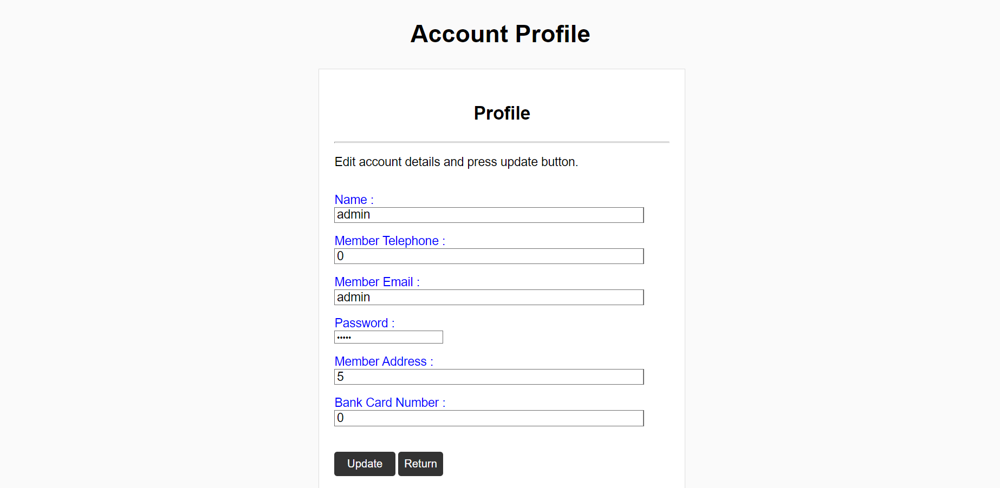 Account Profile
Profile
Edit account details and press update button.
Name :
admin
Member Telephone :
0
Member Email :
admin
Password :
•••••
Member Address :
5
Bank Card Number :
0
Update Return